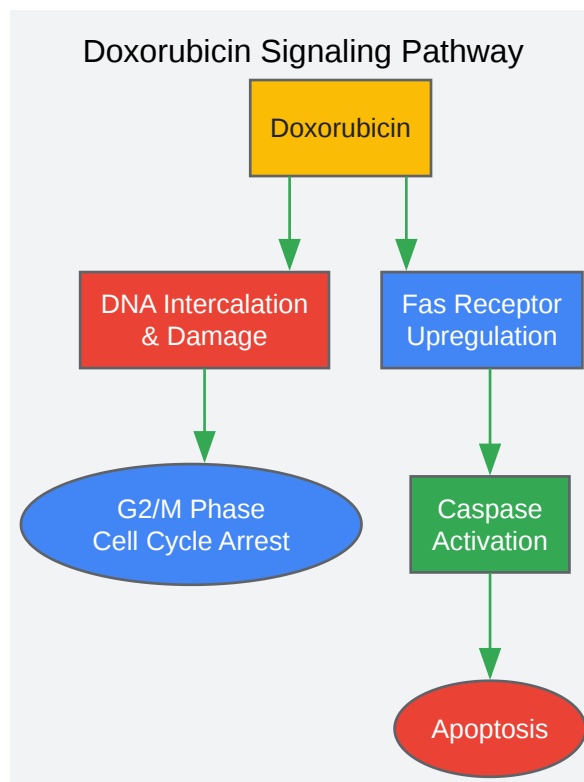 Doxorubicin Signaling Pathway
Doxorubicin
DNA Intercalation
& Damage
Fas Receptor
Upregulation
G2/M Phase
Cell Cycle Arrest
Caspase
Activation
Apoptosis